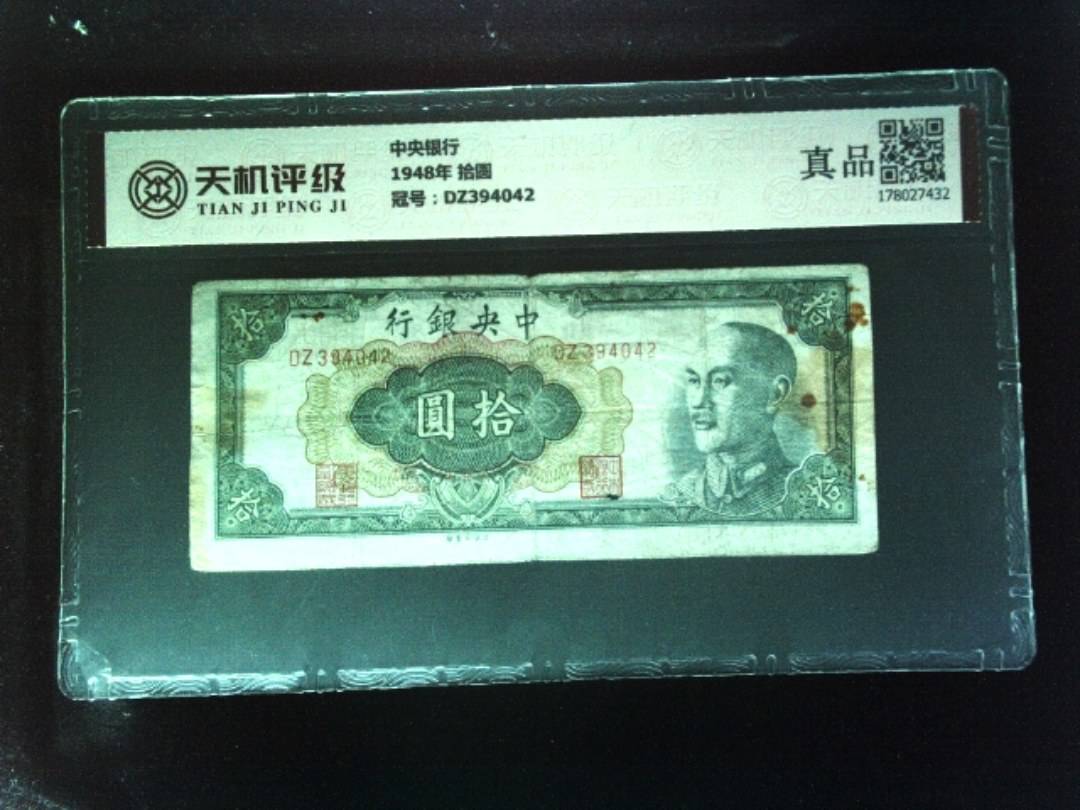 天机评级
TIAN JI PING JI
中央银行
1948年 拾圆
冠号：DZ394042
真品
178027432
行銀央中
DZ394042
DZ394042
圓拾
拾
拾
拾
拾